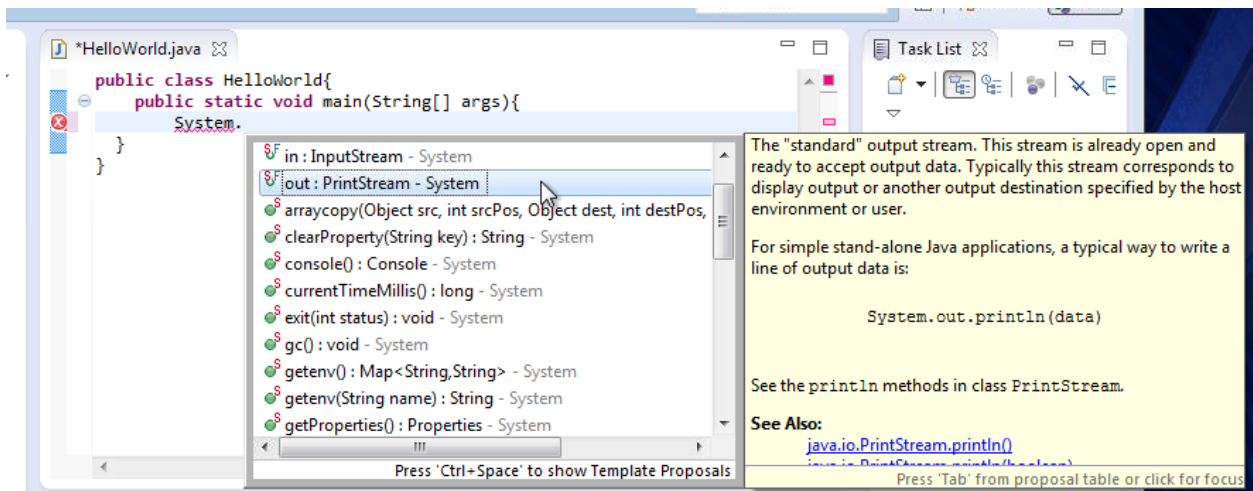 *HelloWorld.java
Task List
public class HelloWorld{
public static void main(String[] args){
System.
}
}
in : InputStream - System
out : PrintStream - System
arraycopy(Object src, int srcPos, Object dest, int destPos,
clearProperty(String key) : String - System
console() : Console - System
currentTimeMillis() : long - System
exit(int status) : void - System
gc() : void - System
getenv() : Map<String,String> - System
getenv(String name) : String - System
getProperties() : Properties - System
Press 'Ctrl+Space' to show Template Proposals
The "standard" output stream. This stream is already open and
ready to accept output data. Typically this stream corresponds to
display output or another output destination specified by the host
environment or user.
For simple stand-alone Java applications, a typical way to write a
line of output data is:
System.out.println(data)
See the println methods in class PrintStream.
See Also:
java.io.PrintStream.println()
java.io.PrintStream.println(boolean)
Press 'Tab' from proposal table or click for focus